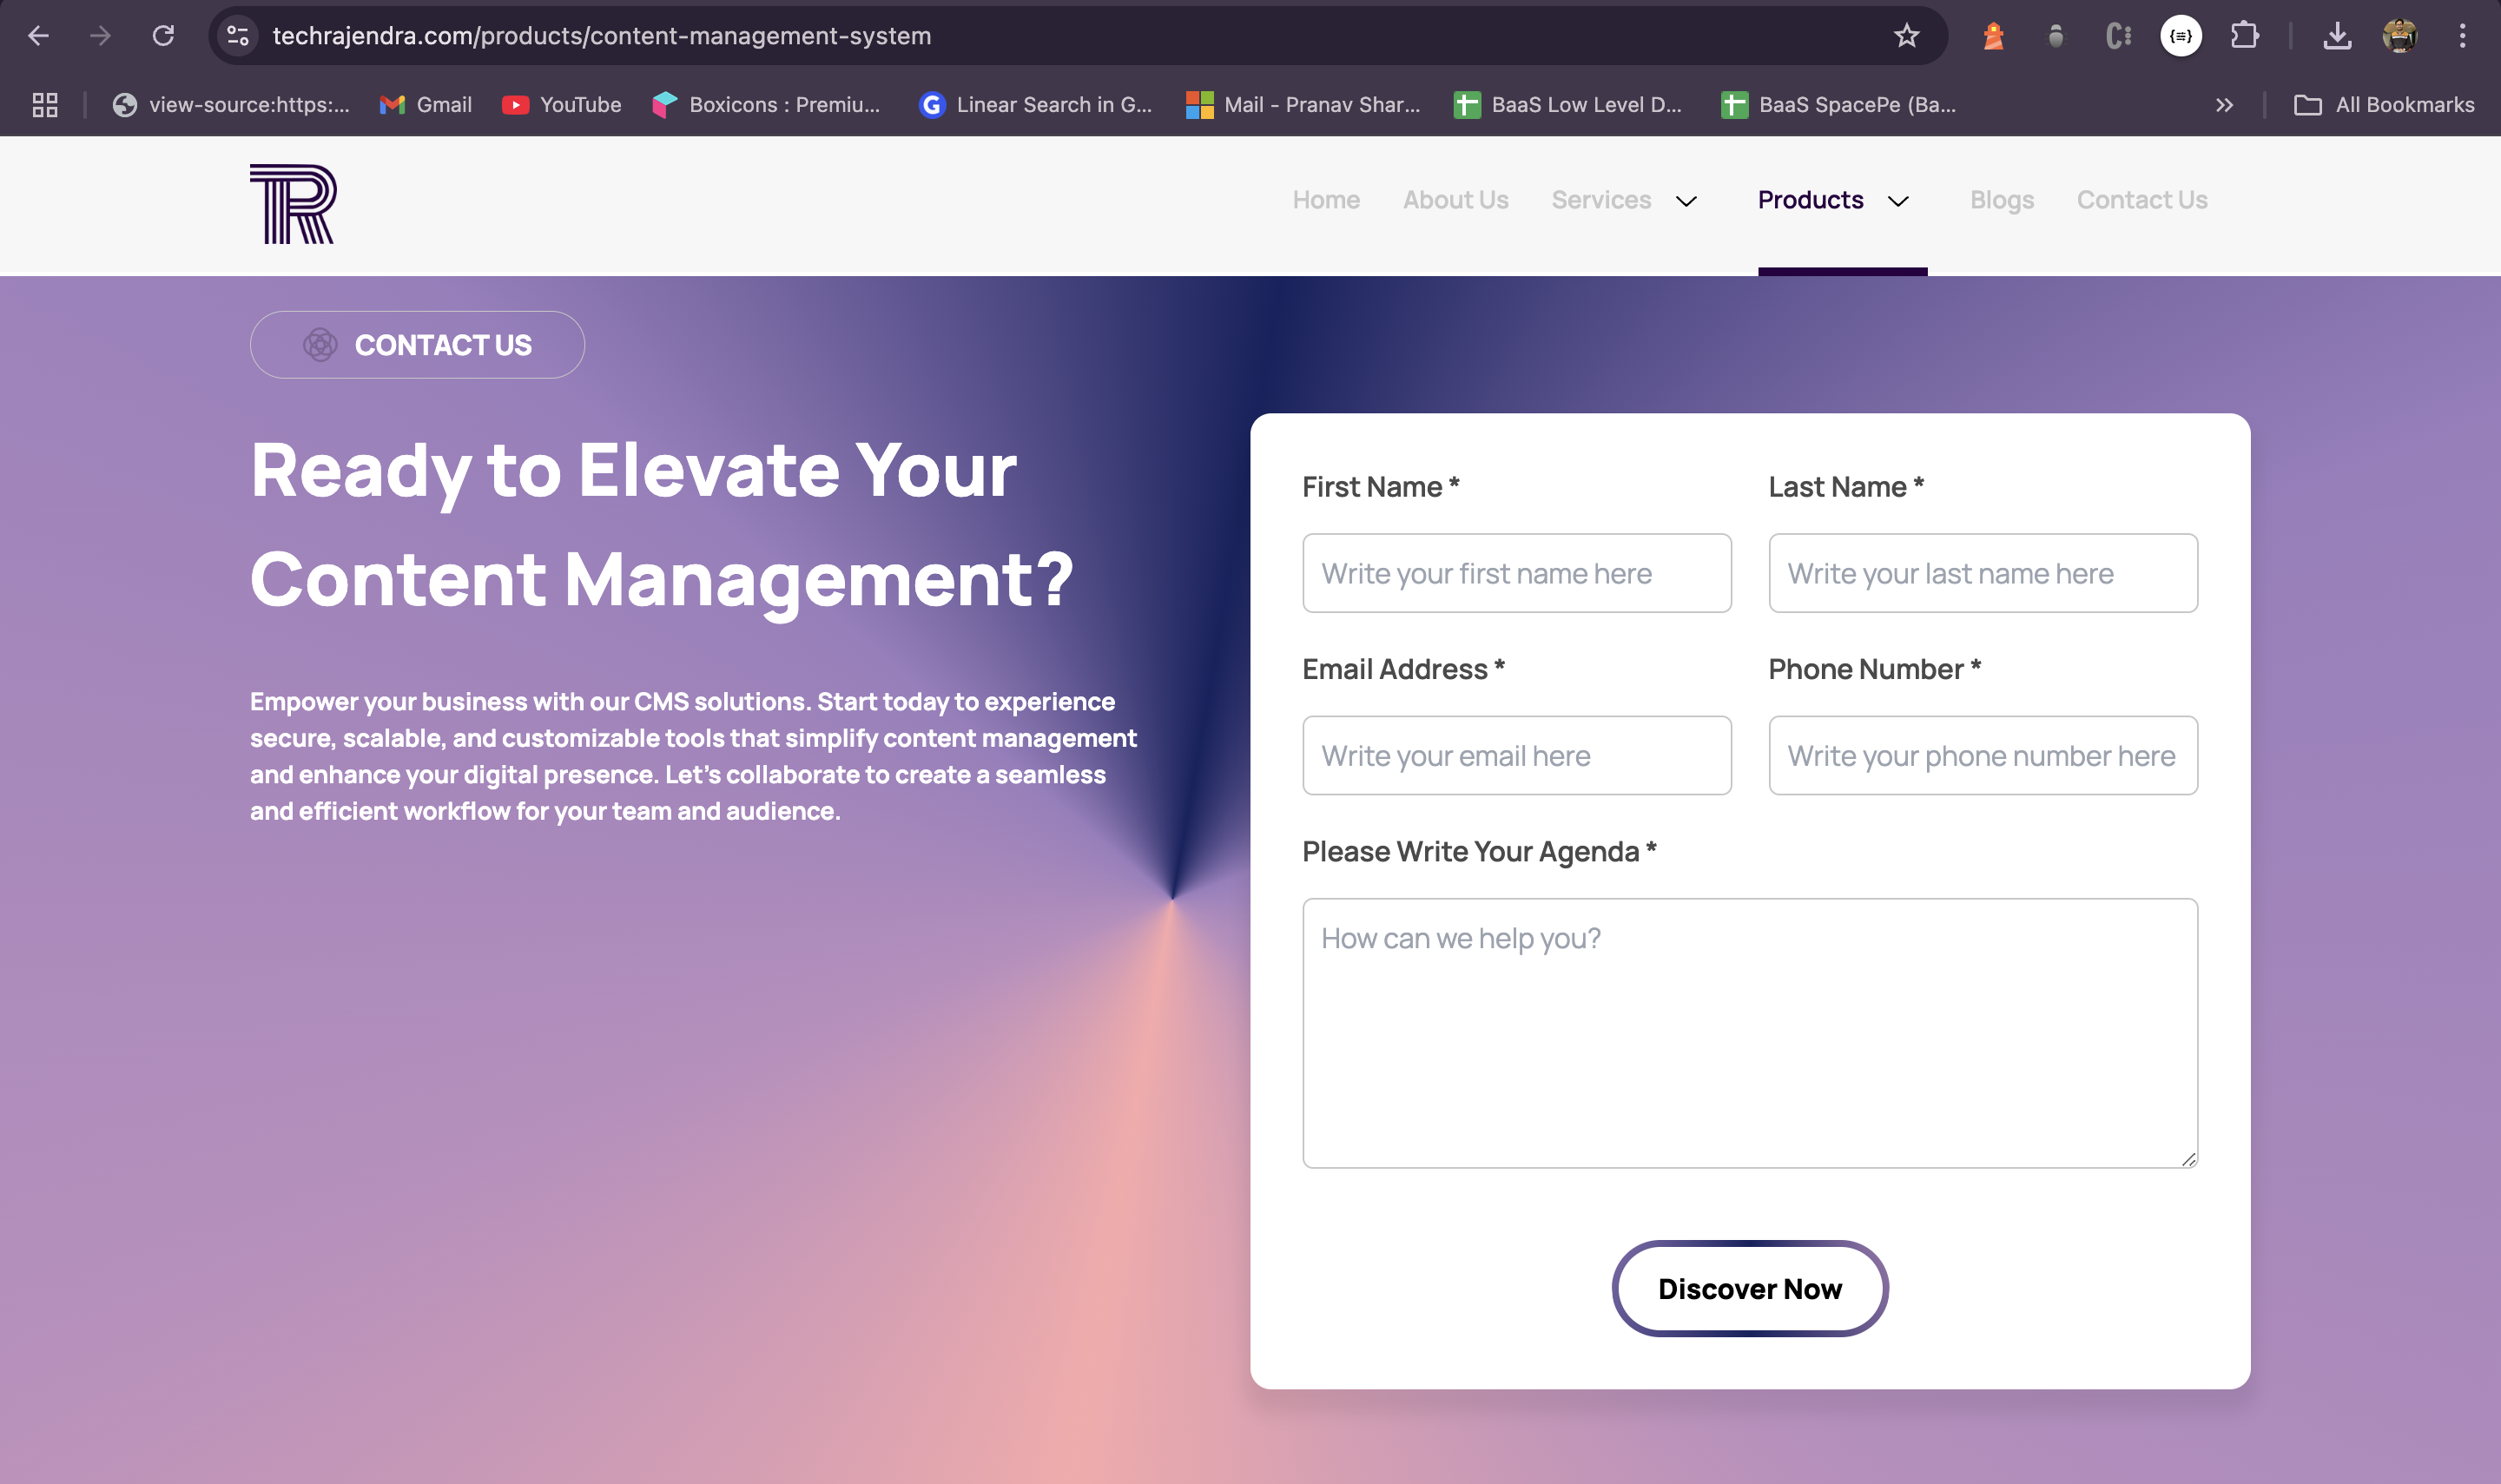 techrajendra.com/products/content-management-system
view-source:https:...
Gmail
YouTube
Boxicons : Premiu...
Linear Search in G...
Mail - Pranav Shar...
BaaS Low Level D...
BaaS SpacePe (Ba...
All Bookmarks
Home
About Us
Services
Products
Blogs
Contact Us
CONTACT US
Ready to Elevate Your
Content Management?
Empower your business with our CMS solutions. Start today to experience
secure, scalable, and customizable tools that simplify content management
and enhance your digital presence. Let's collaborate to create a seamless
and efficient workflow for your team and audience.
First Name *
Last Name *
Write your first name here
Write your last name here
Email Address *
Phone Number *
Write your email here
Write your phone number here
Please Write Your Agenda *
How can we help you?
Discover Now